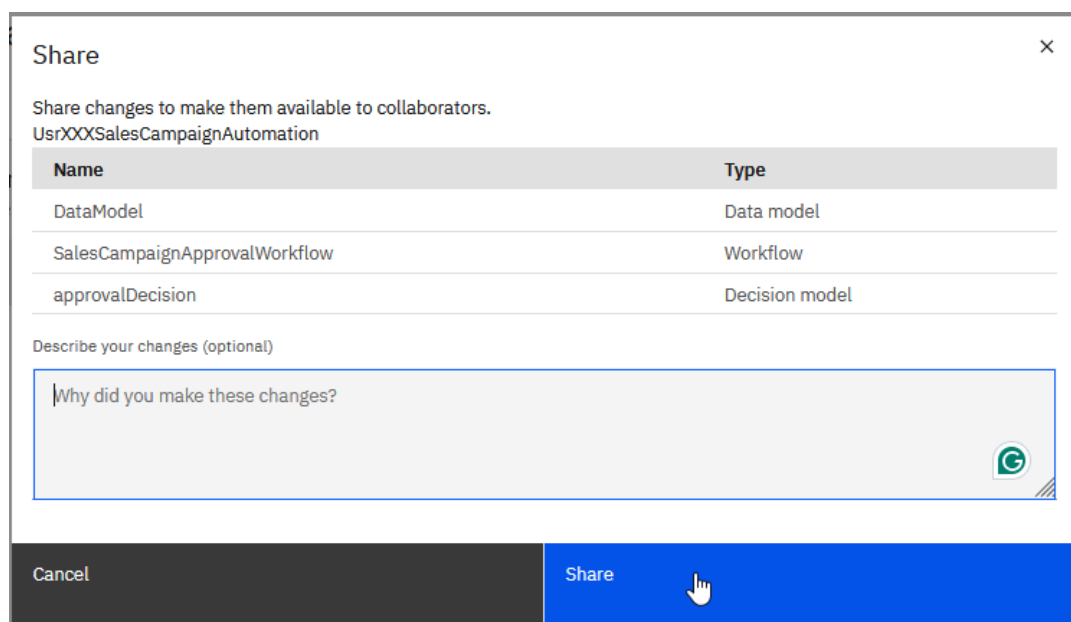 Share
Share changes to make them available to collaborators.
UsrXXXSalesCampaignAutomation
Name Type
DataModel Data model
SalesCampaignApprovalWorkflow Workflow
approvalDecision Decision model
Describe your changes (optional)
Why did you make these changes?
G
Cancel Share